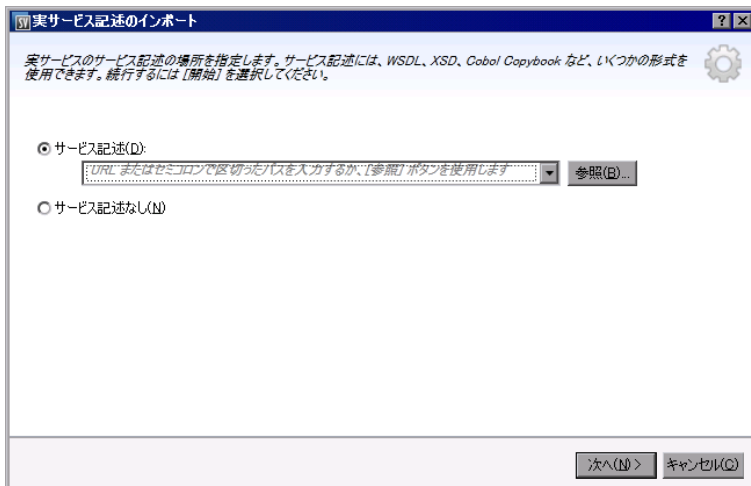 SV 実サービス記述のインポート
実サービスのサービス記述の場所を指定します。サービス記述には、WSDL、XSD、Cobol Copybook など、いくつかの形式を
使用できます。続行するには [開始] を選択してください。
サービス記述(D):
URL またはセミコロンで区切ったパスを入力するか、[参照] ボタンを使用します
参照(B)...
サービス記述なし(N)
次へ(N) >
キャンセル(C)